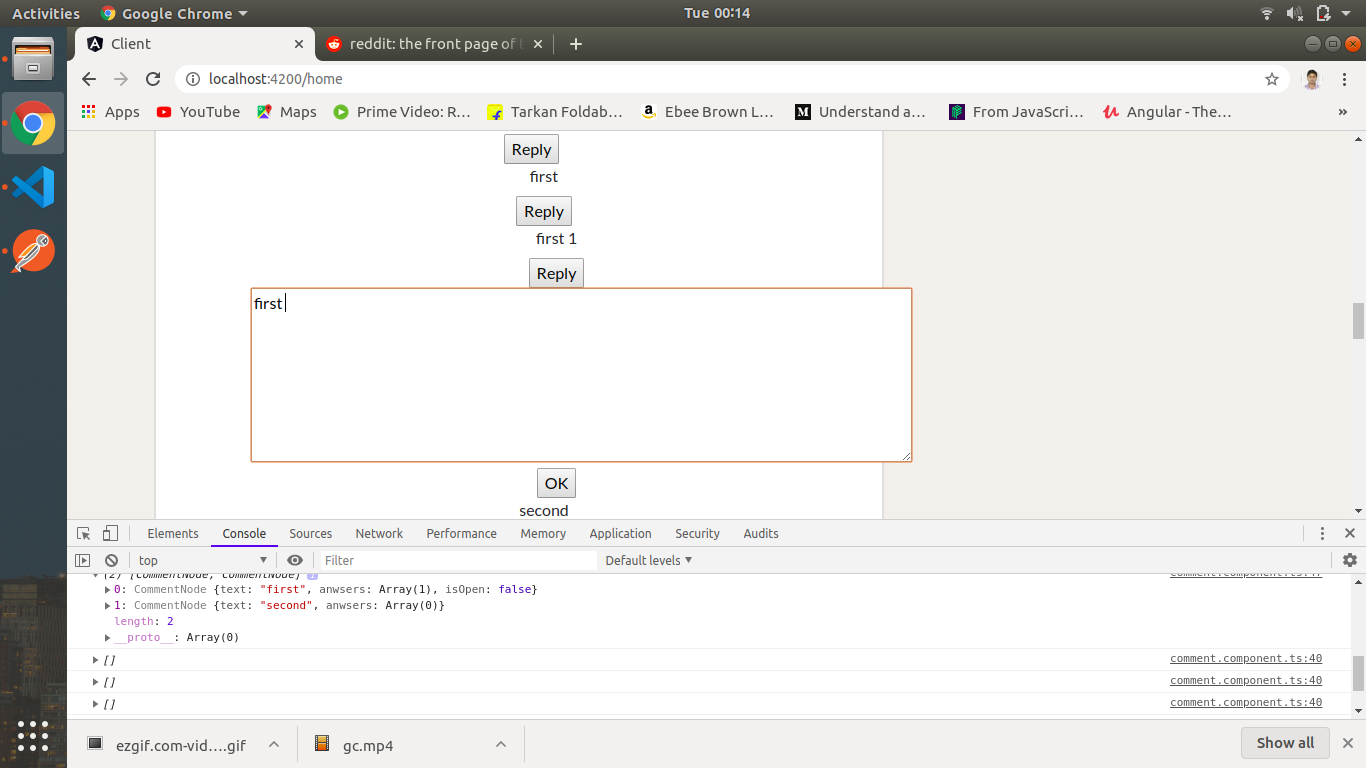 Activities Google Chrome Tue 00:14
Client reddit: the front page of t
localhost:4200/home
Apps YouTube Maps Prime Video: R... Tarkan Foldab... Ebee Brown L... Understand a... From JavaScri... Angular - The... »
Reply
first
Reply
first 1
Reply
first
OK
second
Elements Console Sources Network Performance Memory Application Security Audits
top Filter Default levels
(2) [CommentNode, CommentNode] comment.component.ts:47
0: CommentNode {text: "first", anwsers: Array(1), isOpen: false}
1: CommentNode {text: "second", anwsers: Array(0)}
length: 2
__proto__: Array(0)
[] comment.component.ts:40
[] comment.component.ts:40
[] comment.component.ts:40
ezgif.com-vid....gif gc.mp4 Show all